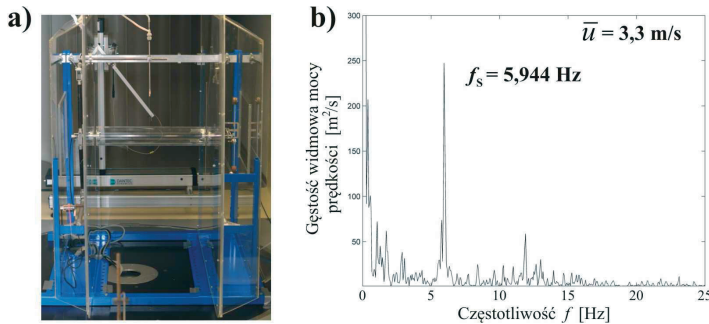 a)
b)
ū = 3,3 m/s
f_S = 5,944 Hz
Gęstość widmowa mocy
prędkości [m²/s]
300
250
200
150
100
50
0
5
10
15
20
25
Częstotliwość f [Hz]